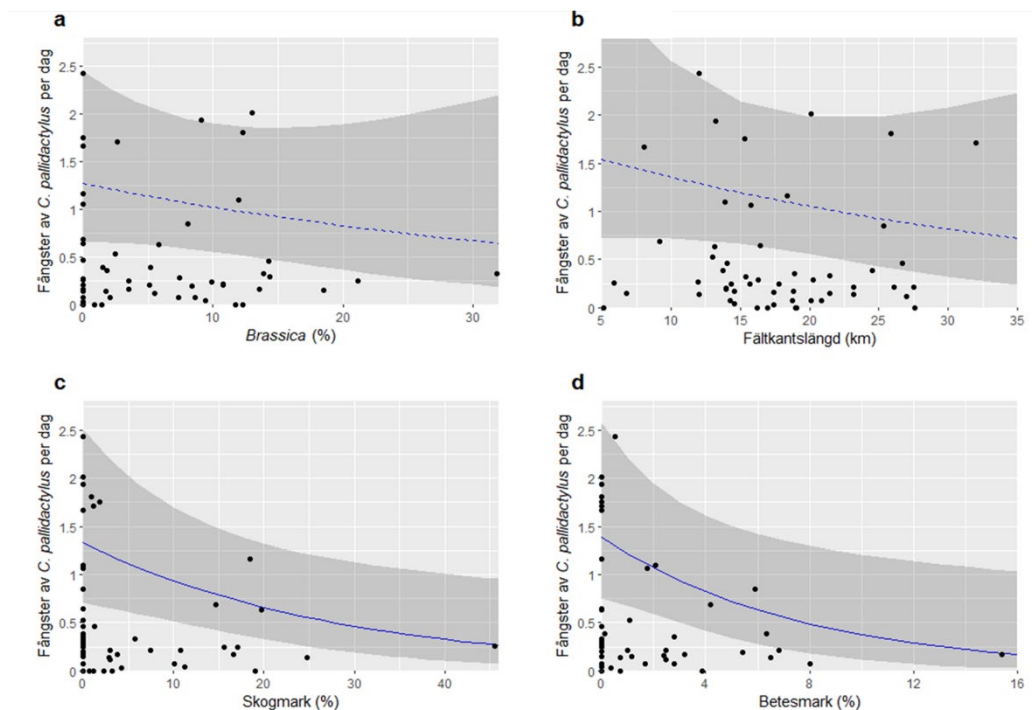 a
b
Fångster av C. pallidactylus per dag
2.5
2
1.5
1
0.5
0
0 10 20 30
Brassica (%)
Fångster av C. pallidactylus per dag
2.5
2
1.5
1
0.5
0
5 10 15 20 25 30 35
Fältkantslängd (km)
c
d
Fångster av C. pallidactylus per dag
2.5
2
1.5
1
0.5
0
0 10 20 30 40
Skogmark (%)
Fångster av C. pallidactylus per dag
2.5
2
1.5
1
0.5
0
0 4 8 12 16
Betesmark (%)